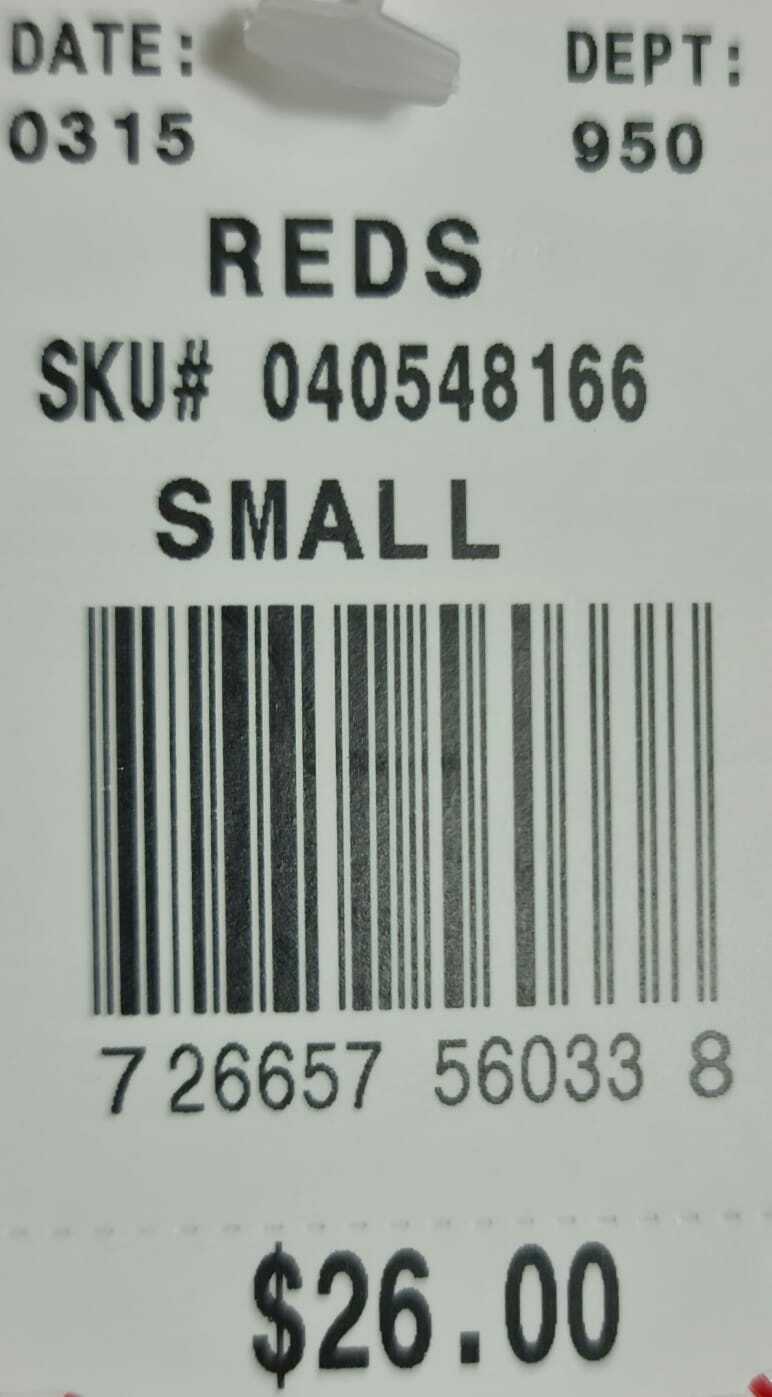 DATE: DEPT:
0315 950
REDS
SKU# 040548166
SMALL
7 26657 56033 8
$26.00